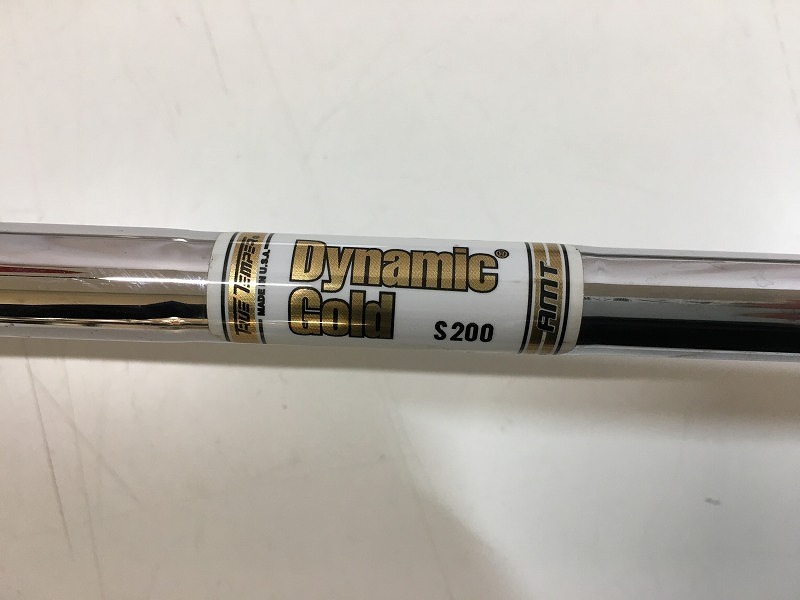 TRUE TEMPER®
MADE IN U.S.A.
Dynamic®
Gold
S200
AMT